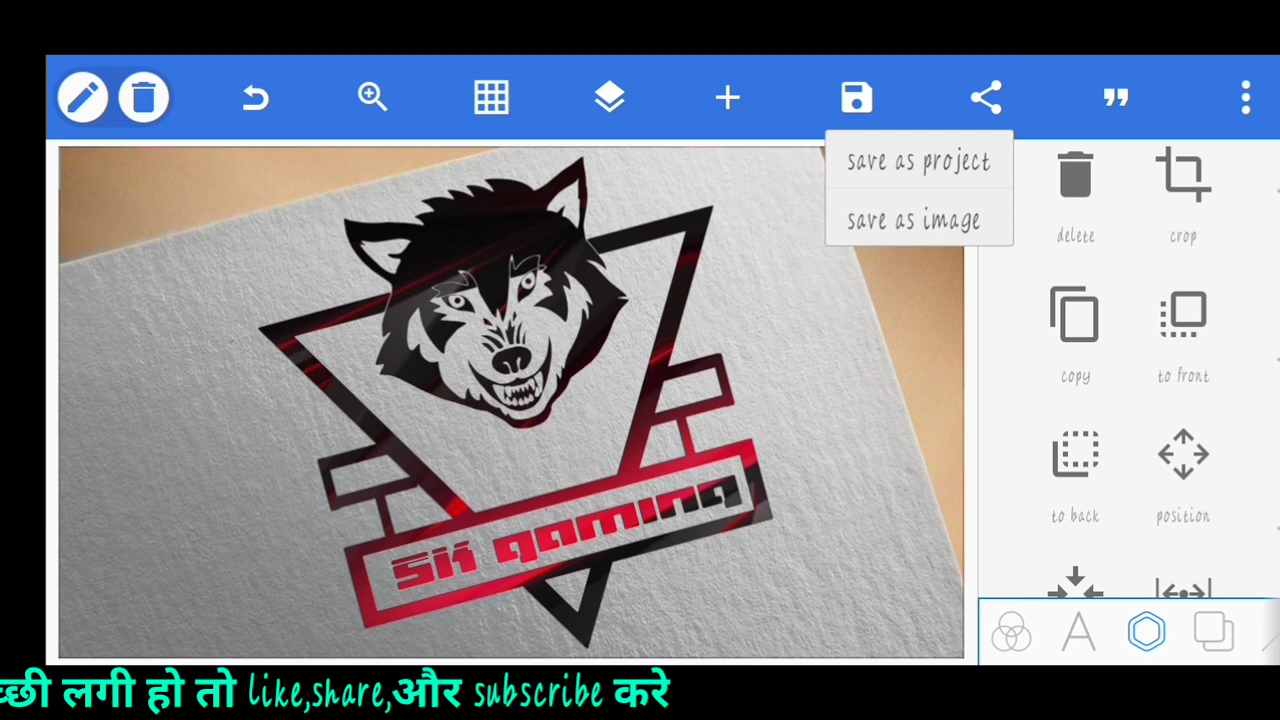 save as project
save as image
delete
crop
copy
to front
to back
position
SK gaming
लगी हो तो like,share,और subscribe करे